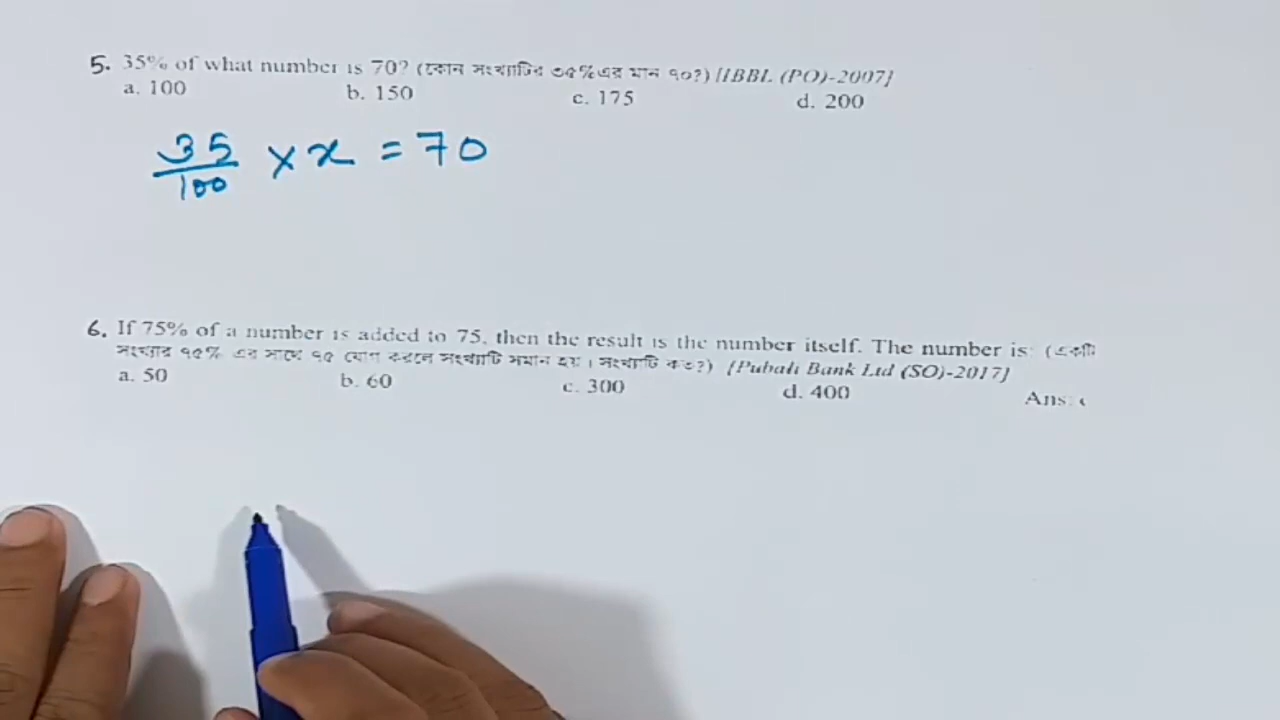 5. 35% of what number is 70? (কোন সংখ্যাটির ৩৫%এর মান ৭০?) [IBBL (PO)-2007]
a. 100 b. 150 c. 175 d. 200
35/100 × x = 70
6. If 75% of a number is added to 75, then the result is the number itself. The number is: (একটি
সংখ্যার ৭৫% এর সাথে ৭৫ যোগ করলে সংখ্যাটি সমান হয়। সংখ্যাটি কত?) [Pubali Bank Ltd (SO)-2017]
a. 50 b. 60 c. 300 d. 400 Ans: